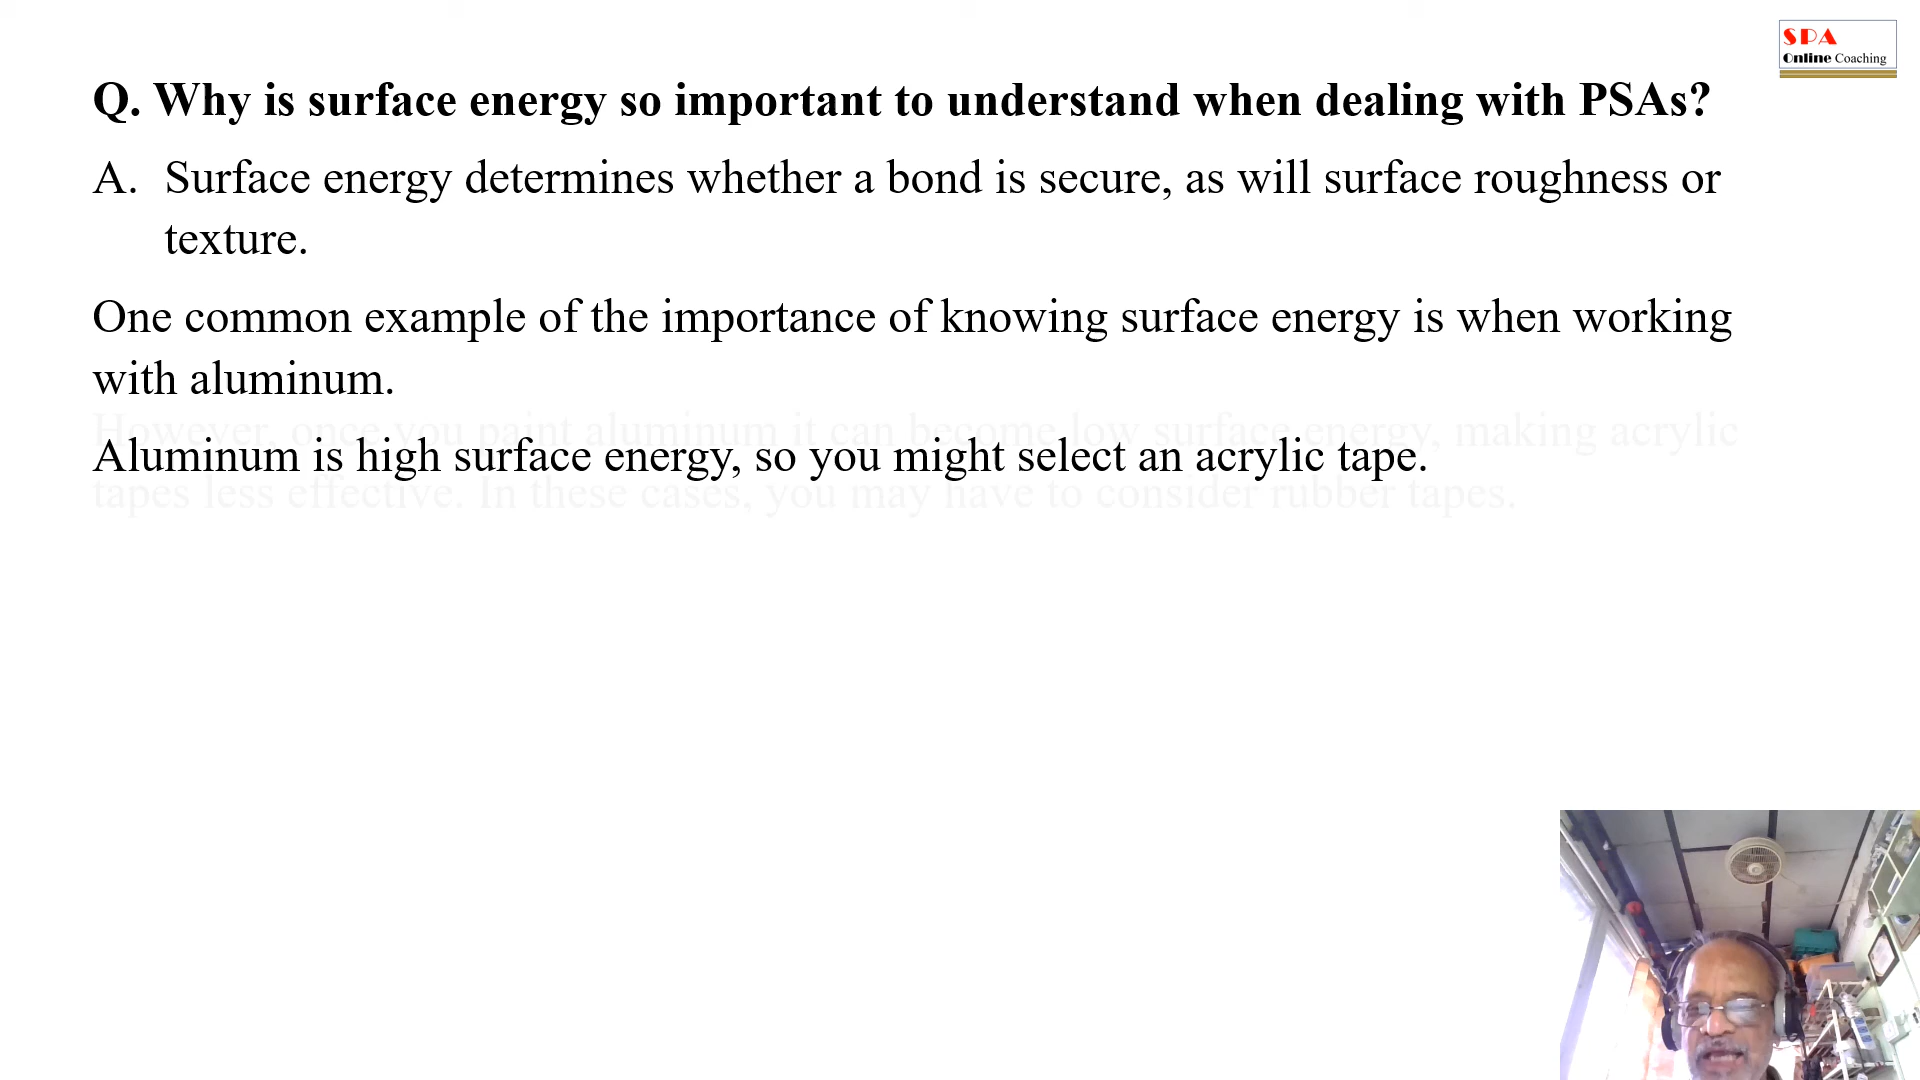 SPA
Online Coaching
Q. Why is surface energy so important to understand when dealing with PSAs?
A. Surface energy determines whether a bond is secure, as will surface roughness or
texture.
One common example of the importance of knowing surface energy is when working
with aluminum.
However, once you paint aluminum it can become low surface energy, making acrylic
Aluminum is high surface energy, so you might select an acrylic tape.
tapes less effective. In these cases, you may have to consider rubber tapes.